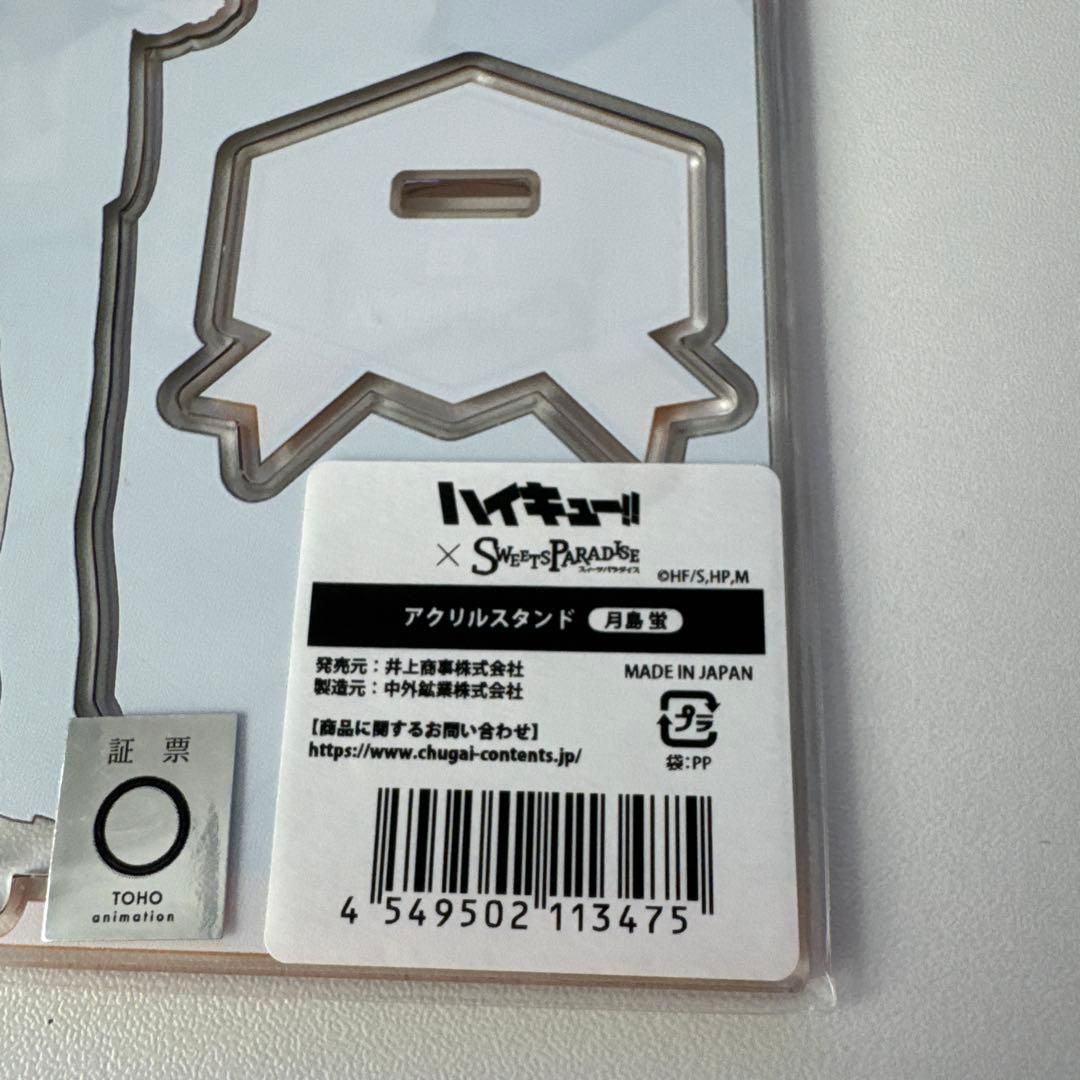 ハイキュー!!
× SWEETSPARADISE
スイーツパラダイス
©HF/S,HP,M
アクリルスタンド 月島 蛍
発売元：井上商事株式会社
製造元：中外鉱業株式会社
MADE IN JAPAN
プラ
袋：PP
【商品に関するお問い合わせ】
https://www.chugai-contents.jp/
4 549502 113475
証 票
TOHO
animation